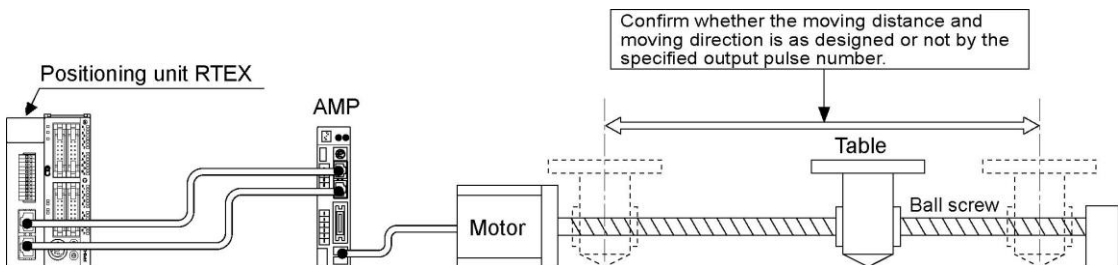 Confirm whether the moving distance and
moving direction is as designed or not by the
specified output pulse number.
Positioning unit RTEX
AMP
Table
Ball screw
Motor